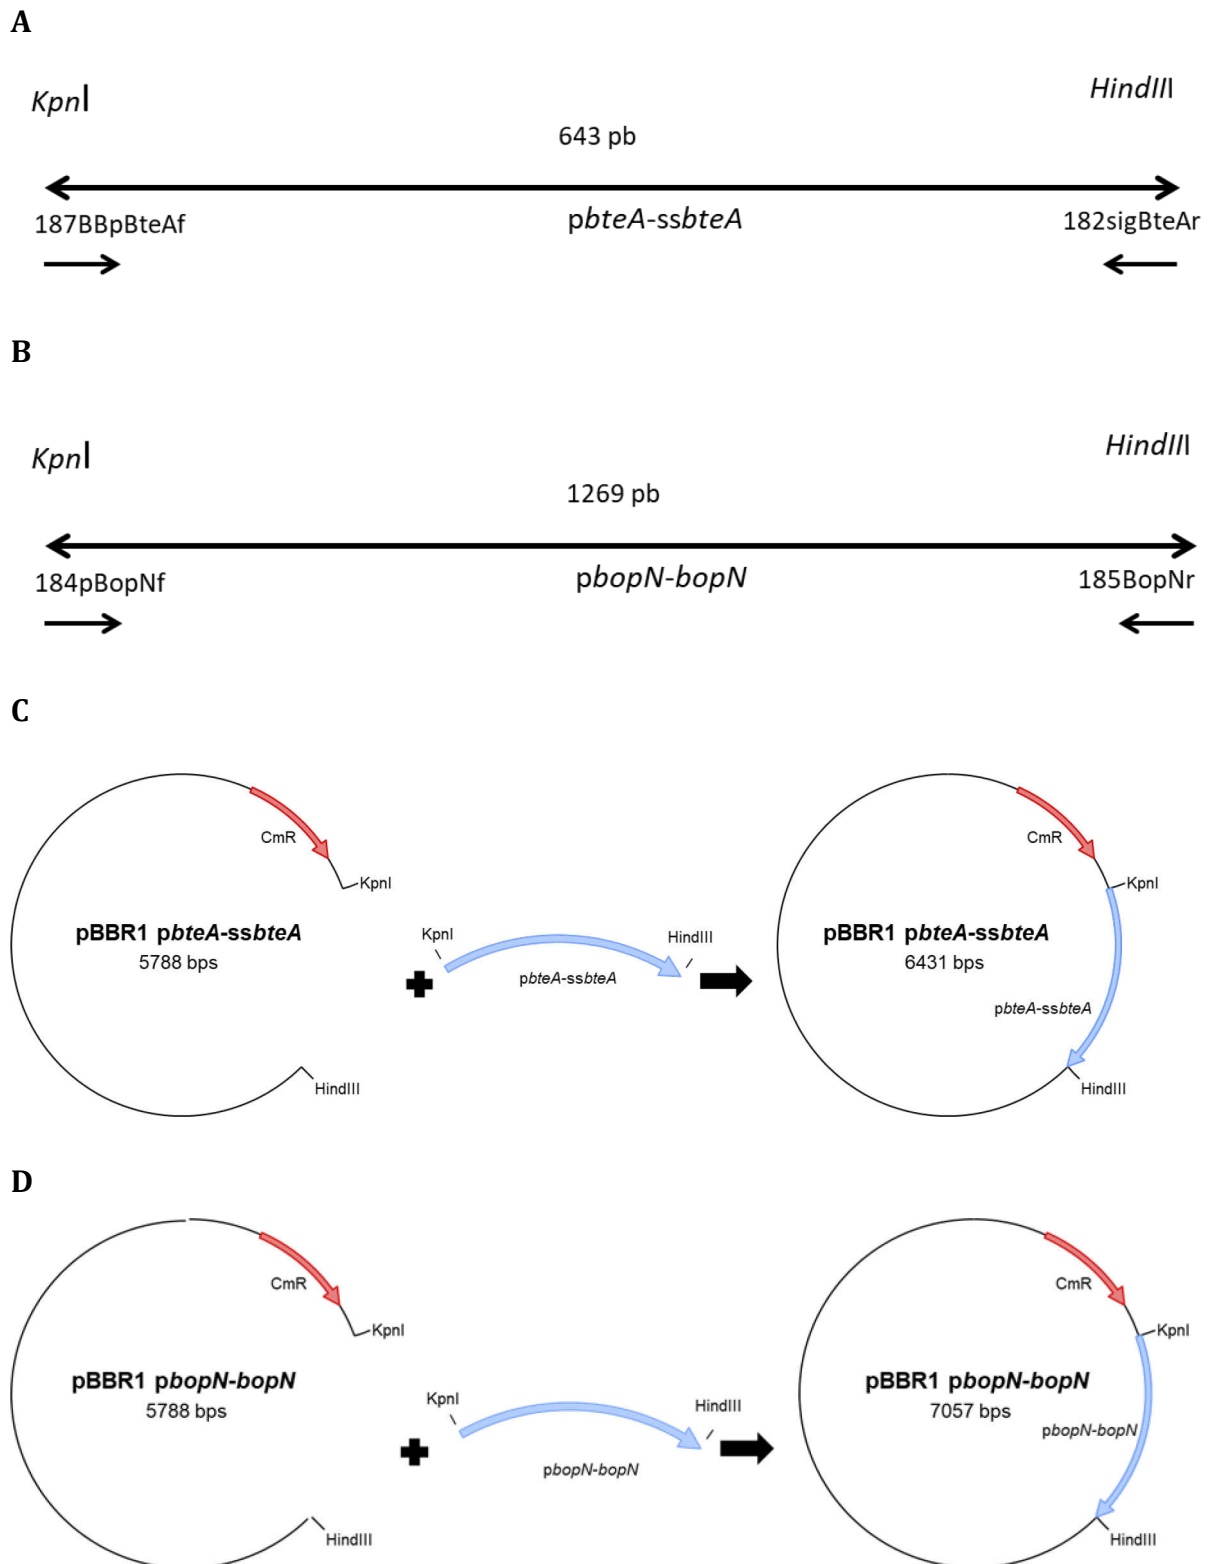 A
KpnI
HindIII
643 pb
187BBpBteAf
pbteA-ssbteA
182sigBteAr
B
KpnI
HindIII
1269 pb
184pBopNf
pbopN-bopN
185BopNr
C
CmR
KpnI
pBBR1 pbteA-ssbteA
5788 bps
HindIII
KpnI
HindIII
pbteA-ssbteA
CmR
KpnI
pBBR1 pbteA-ssbteA
6431 bps
pbteA-ssbteA
HindIII
D
CmR
KpnI
pBBR1 pbopN-bopN
5788 bps
HindIII
KpnI
HindIII
pbopN-bopN
CmR
KpnI
pBBR1 pbopN-bopN
7057 bps
pbopN-bopN
HindIII